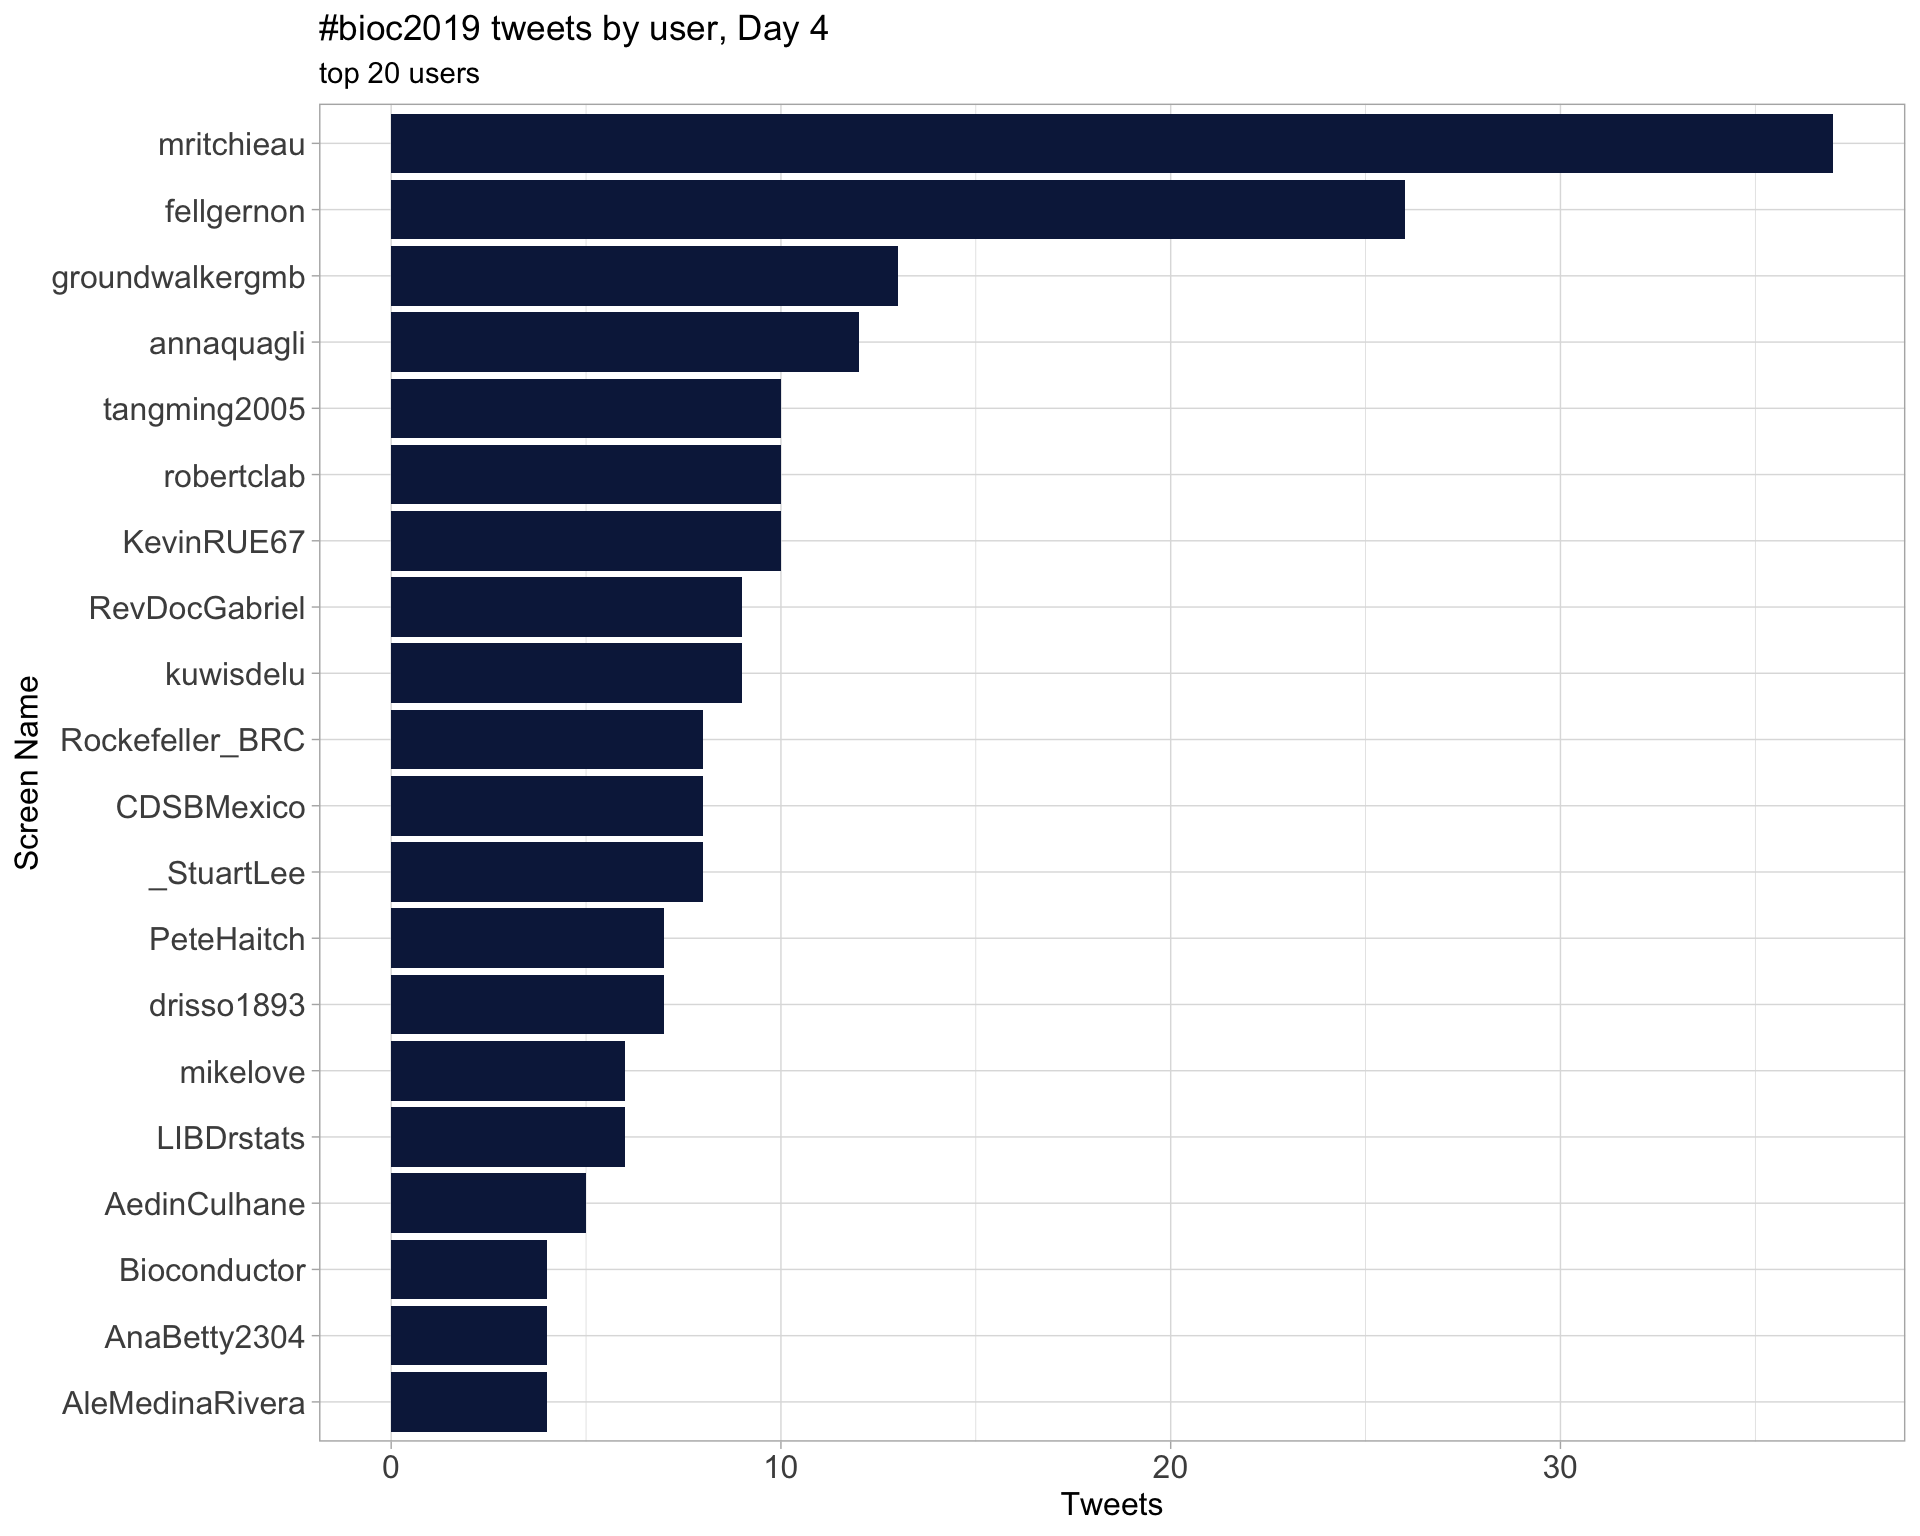 #bioc2019 tweets by user, Day 4
top 20 users
Screen Name
mritchieau
fellgernon
groundwalkergmb
annaquagli
tangming2005
robertclab
KevinRUE67
RevDocGabriel
kuwisdelu
Rockefeller_BRC
CDSBMexico
_StuartLee
PeteHaitch
drisso1893
mikelove
LIBDrstats
AedinCulhane
Bioconductor
AnaBetty2304
AleMedinaRivera
0 10 20 30
Tweets